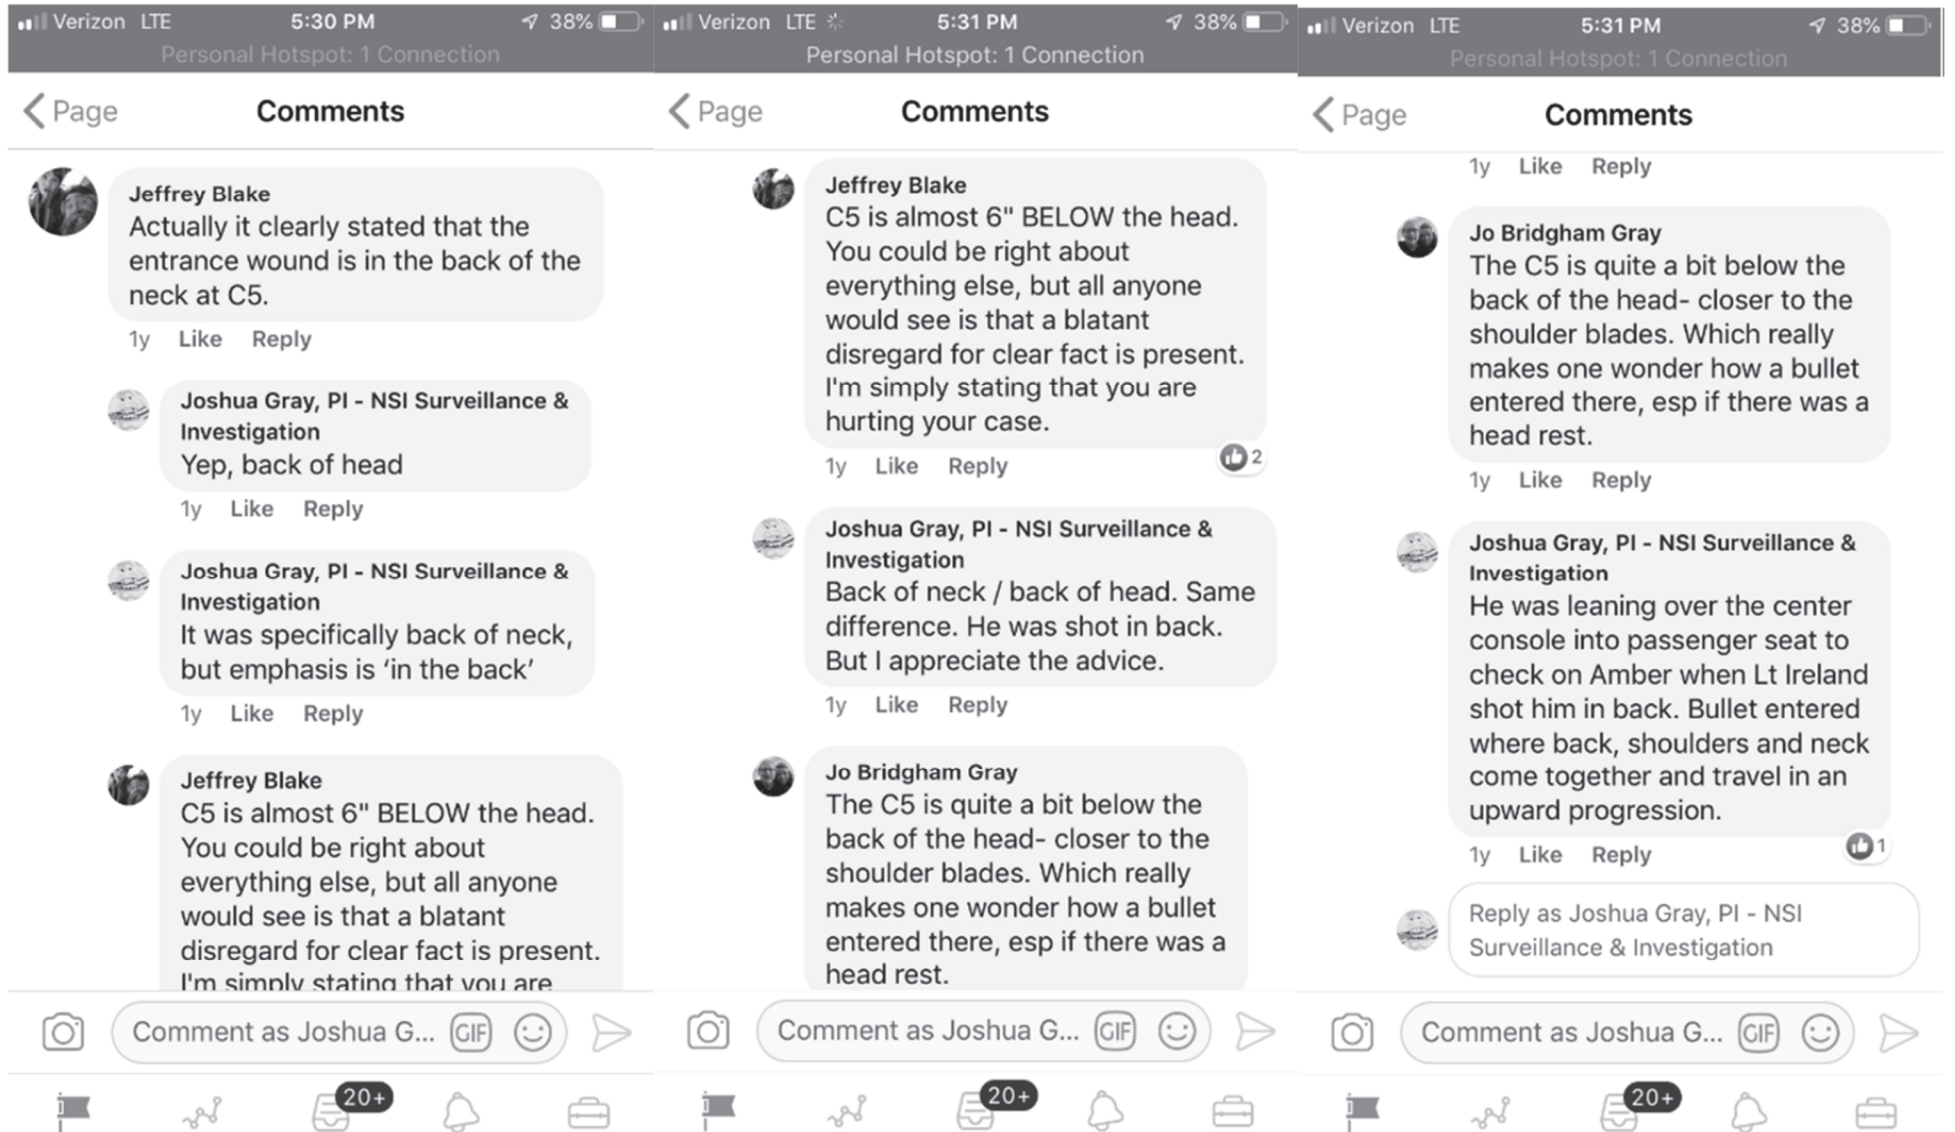 Verizon LTE 5:30 PM 38%
Personal Hotspot: 1 Connection
Page Comments
Jeffrey Blake
Actually it clearly stated that the
entrance wound is in the back of the
neck at C5.
1y Like Reply
Joshua Gray, PI - NSI Surveillance &
Investigation
Yep, back of head
1y Like Reply
Joshua Gray, PI - NSI Surveillance &
Investigation
It was specifically back of neck,
but emphasis is ‘in the back’
1y Like Reply
Jeffrey Blake
C5 is almost 6" BELOW the head.
You could be right about
everything else, but all anyone
would see is that a blatant
disregard for clear fact is present.
I'm simply stating that you are
Comment as Joshua G... GIF
20+
Verizon LTE 5:31 PM 38%
Personal Hotspot: 1 Connection
Page Comments
Jeffrey Blake
C5 is almost 6" BELOW the head.
You could be right about
everything else, but all anyone
would see is that a blatant
disregard for clear fact is present.
I'm simply stating that you are
hurting your case.
1y Like Reply 2
Joshua Gray, PI - NSI Surveillance &
Investigation
Back of neck / back of head. Same
difference. He was shot in back.
But I appreciate the advice.
1y Like Reply
Jo Bridgham Gray
The C5 is quite a bit below the
back of the head- closer to the
shoulder blades. Which really
makes one wonder how a bullet
entered there, esp if there was a
head rest.
Comment as Joshua G... GIF
20+
Verizon LTE 5:31 PM 38%
Personal Hotspot: 1 Connection
Page Comments
1y Like Reply
Jo Bridgham Gray
The C5 is quite a bit below the
back of the head- closer to the
shoulder blades. Which really
makes one wonder how a bullet
entered there, esp if there was a
head rest.
1y Like Reply
Joshua Gray, PI - NSI Surveillance &
Investigation
He was leaning over the center
console into passenger seat to
check on Amber when Lt Ireland
shot him in back. Bullet entered
where back, shoulders and neck
come together and travel in an
upward progression.
1y Like Reply 1
Reply as Joshua Gray, PI - NSI
Surveillance & Investigation
Comment as Joshua G... GIF
20+